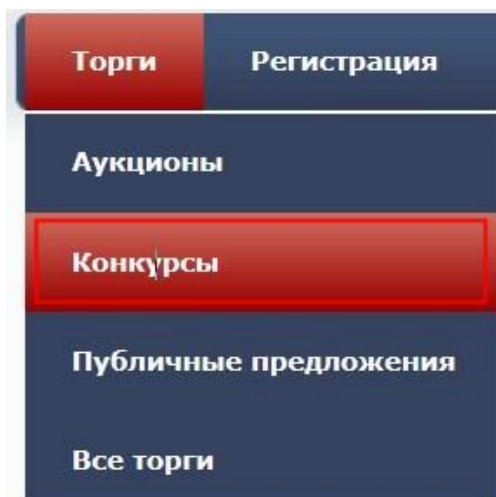 Торги Регистрация
Аукционы
Конкурсы
Публичные предложения
Все торги